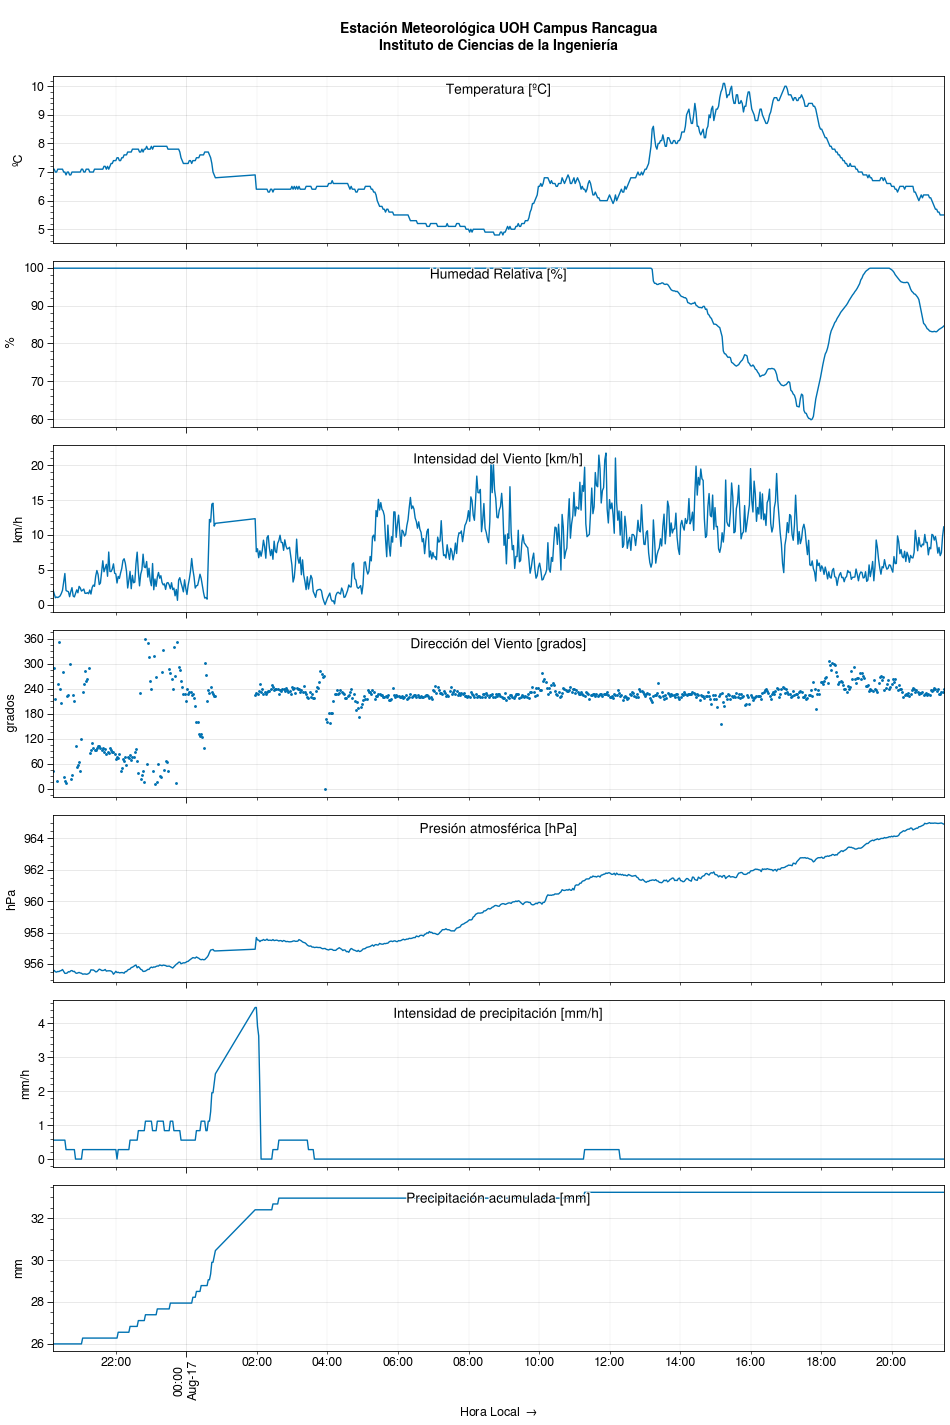 Estación Meteorológica UOH Campus Rancagua
Instituto de Ciencias de la Ingeniería
Temperatura [ºC]
ºC
10
9
8
7
6
5
Humedad Relativa [%]
%
100
90
80
70
60
Intensidad del Viento [km/h]
km/h
20
15
10
5
0
Dirección del Viento [grados]
grados
360
300
240
180
120
60
0
Presión atmosférica [hPa]
hPa
964
962
960
958
956
Intensidad de precipitación [mm/h]
mm/h
4
3
2
1
0
Precipitación acumulada [mm]
mm
32
30
28
26
22:00
00:00
Aug-17
02:00
04:00
06:00
08:00
10:00
12:00
14:00
16:00
18:00
20:00
Hora Local →